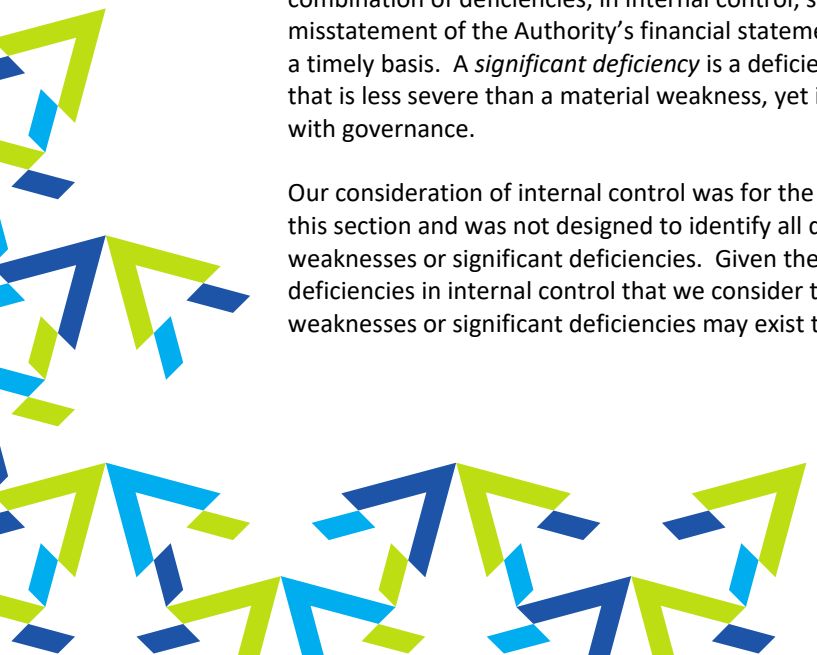 combination of deficiencies, in internal control, s
misstatement of the Authority’s financial stateme
a timely basis. A significant deficiency is a deficie
that is less severe than a material weakness, yet i
with governance.
Our consideration of internal control was for the
this section and was not designed to identify all d
weaknesses or significant deficiencies. Given the
deficiencies in internal control that we consider t
weaknesses or significant deficiencies may exist t